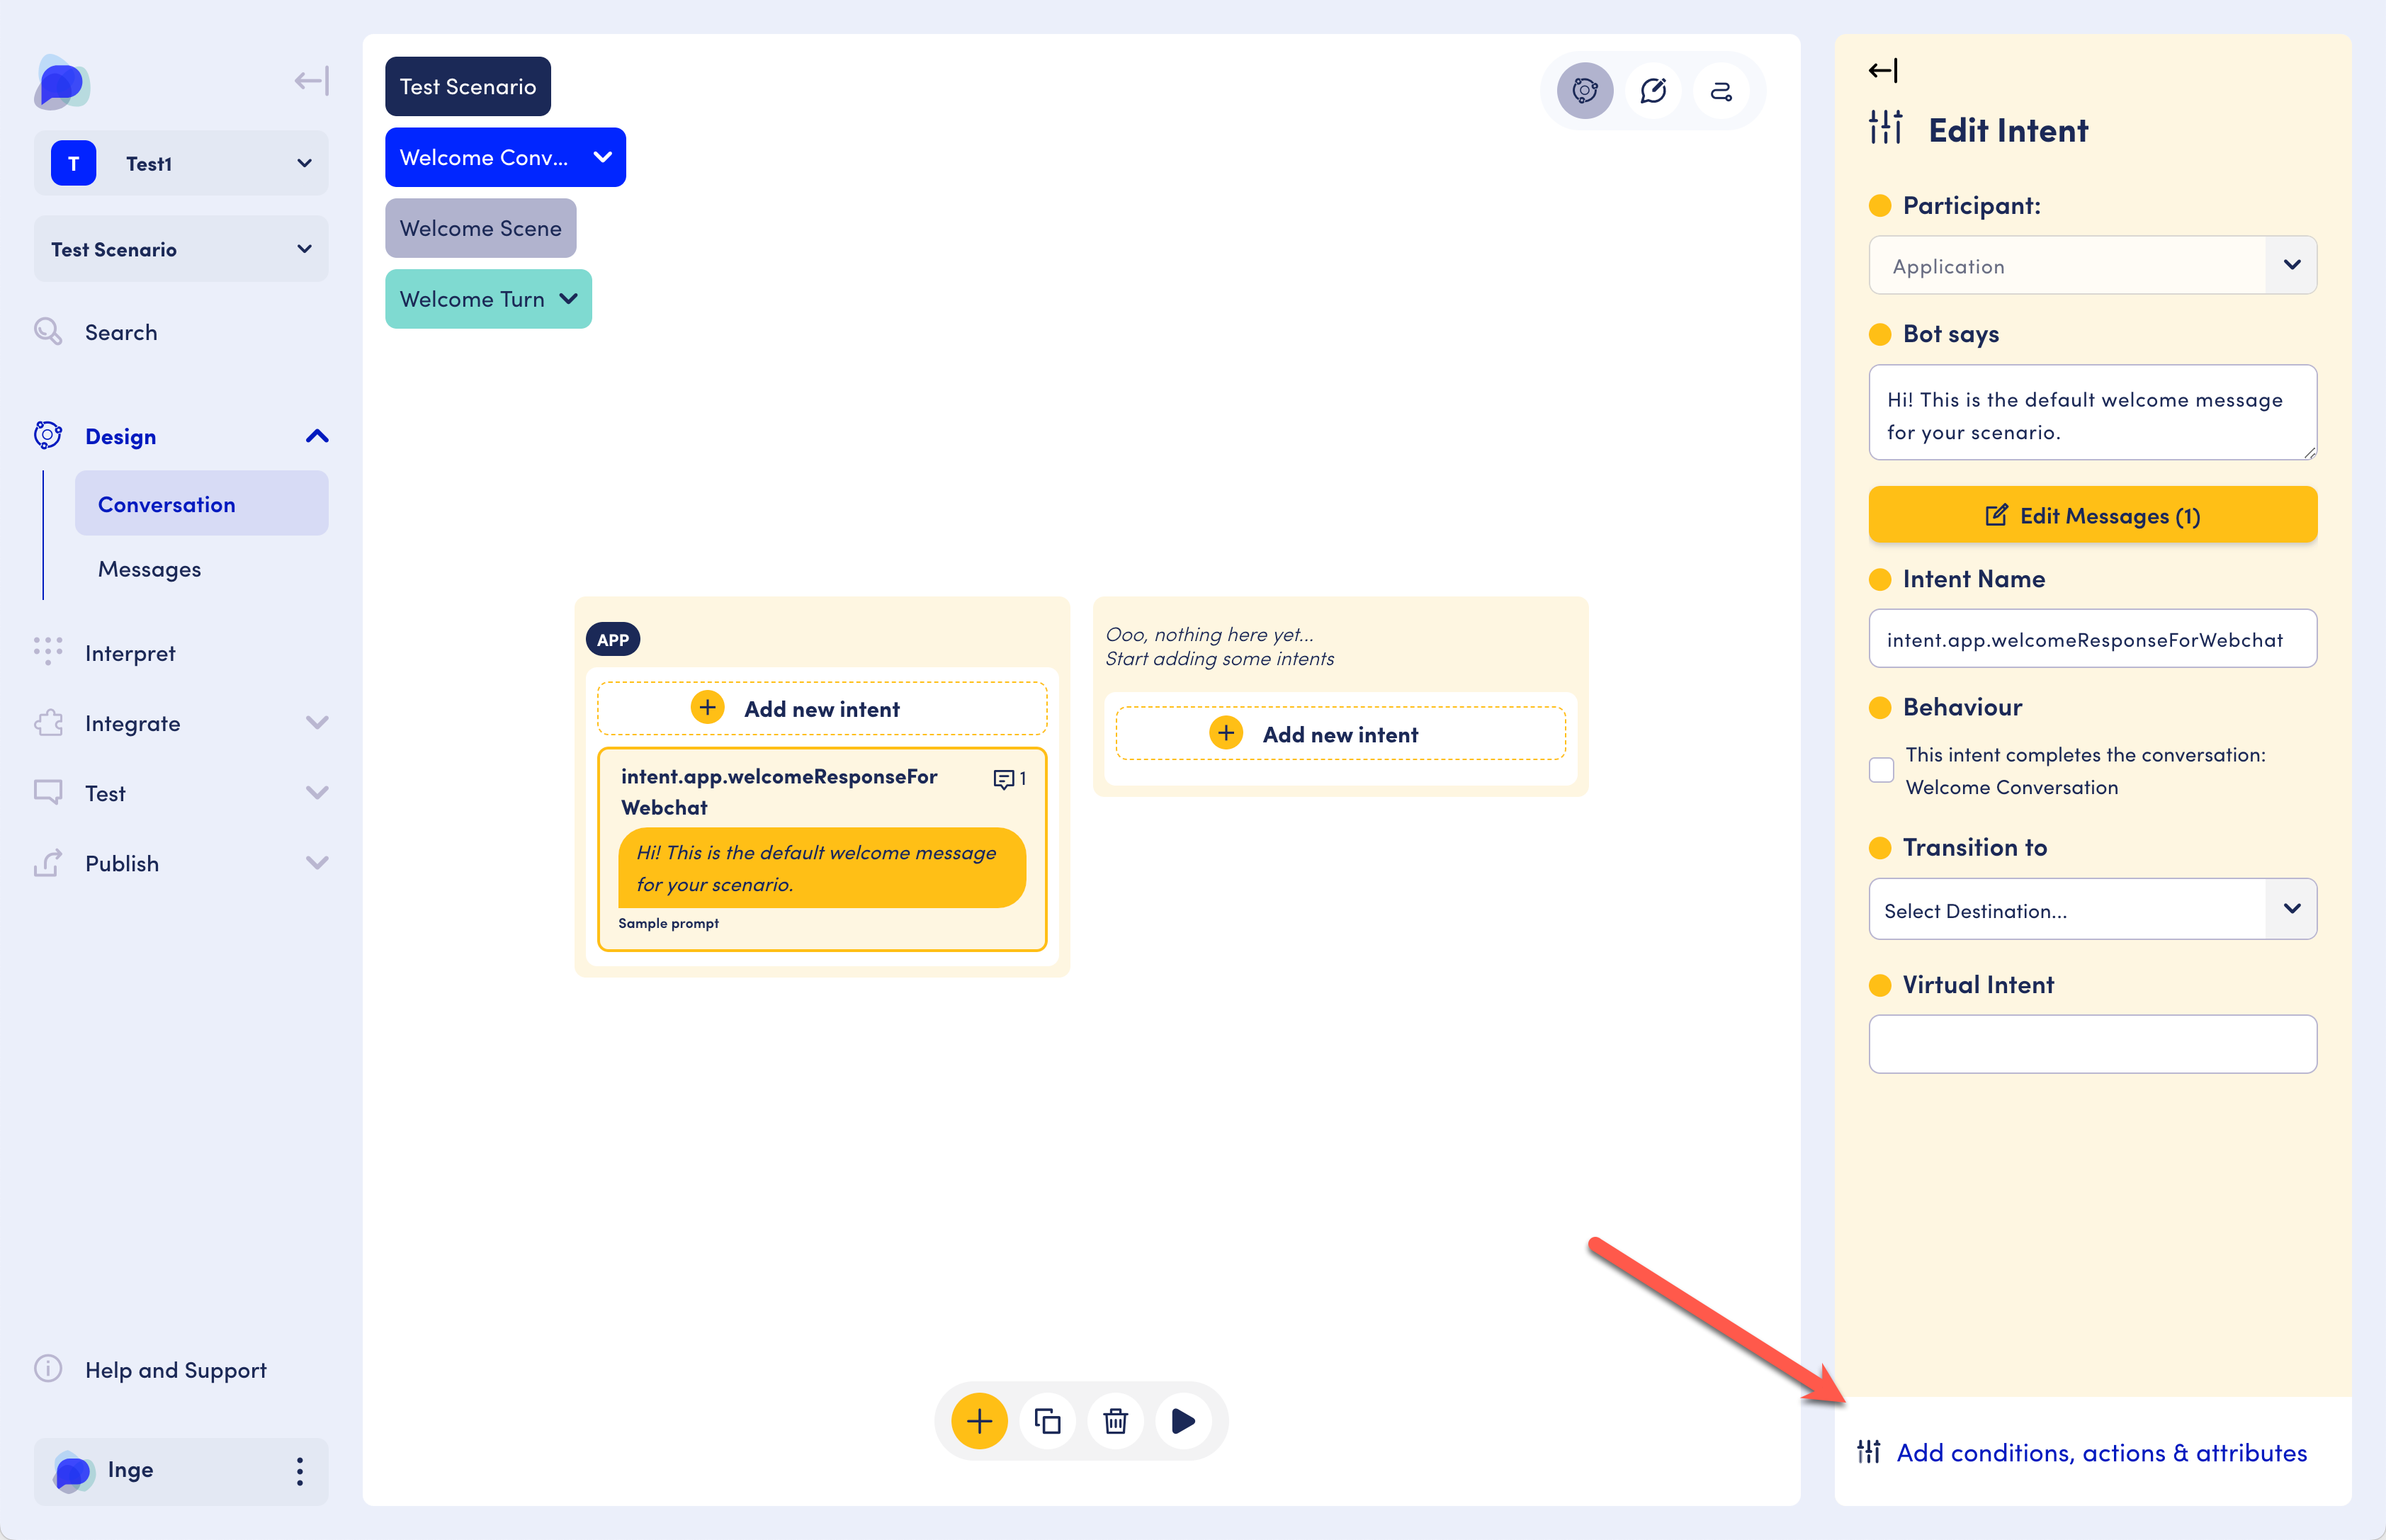 T
Test1
Test Scenario
Search
Design
Conversation
Messages
Interpret
Integrate
Test
Publish
Help and Support
Inge
Test Scenario
Welcome Conv...
Welcome Scene
Welcome Turn
APP
Add new intent
intent.app.welcomeResponseFor
Webchat
1
Hi! This is the default welcome message
for your scenario.
Sample prompt
Ooo, nothing here yet...
Start adding some intents
Add new intent
Edit Intent
Participant:
Application
Bot says
Hi! This is the default welcome message
for your scenario.
Edit Messages (1)
Intent Name
intent.app.welcomeResponseForWebchat
Behaviour
This intent completes the conversation:
Welcome Conversation
Transition to
Select Destination...
Virtual Intent
Add conditions, actions & attributes